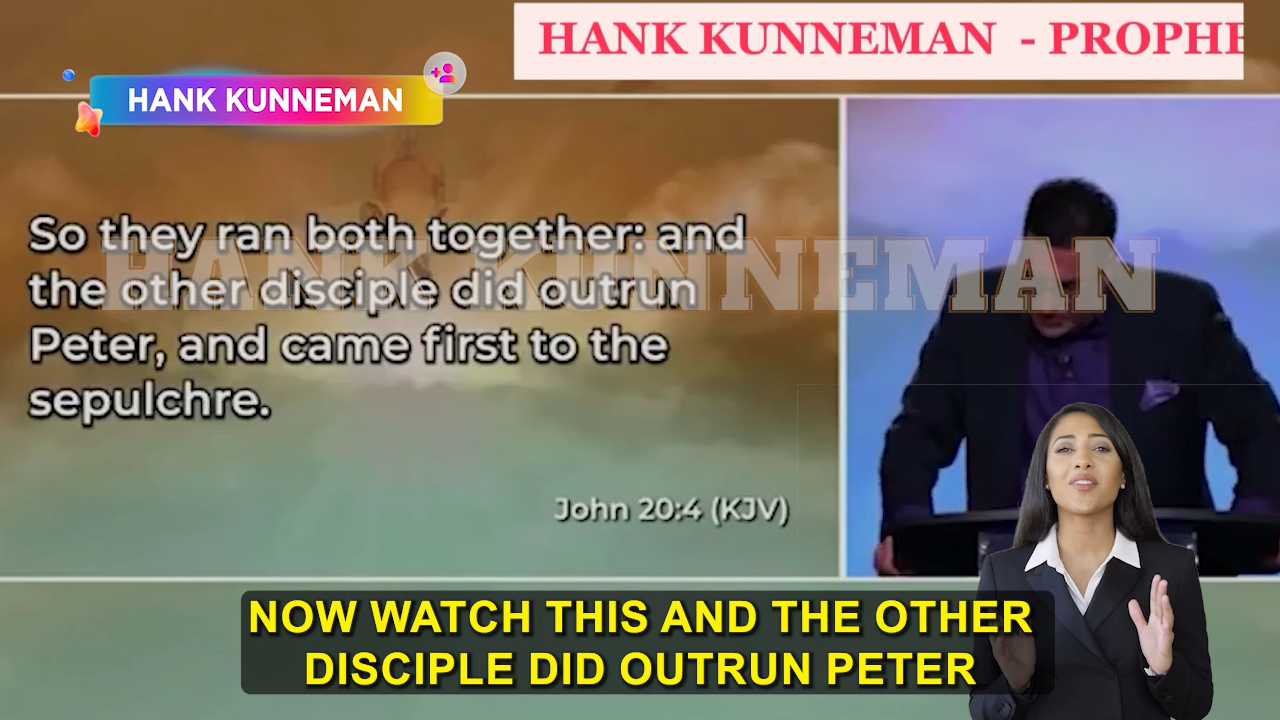 HANK KUNNEMAN - PROPHE
HANK KUNNEMAN
So they ran both together: and
the other disciple did outrun
Peter, and came first to the
sepulchre.
HANK KUNNEMAN
John 20:4 (KJV)
NOW WATCH THIS AND THE OTHER
DISCIPLE DID OUTRUN PETER